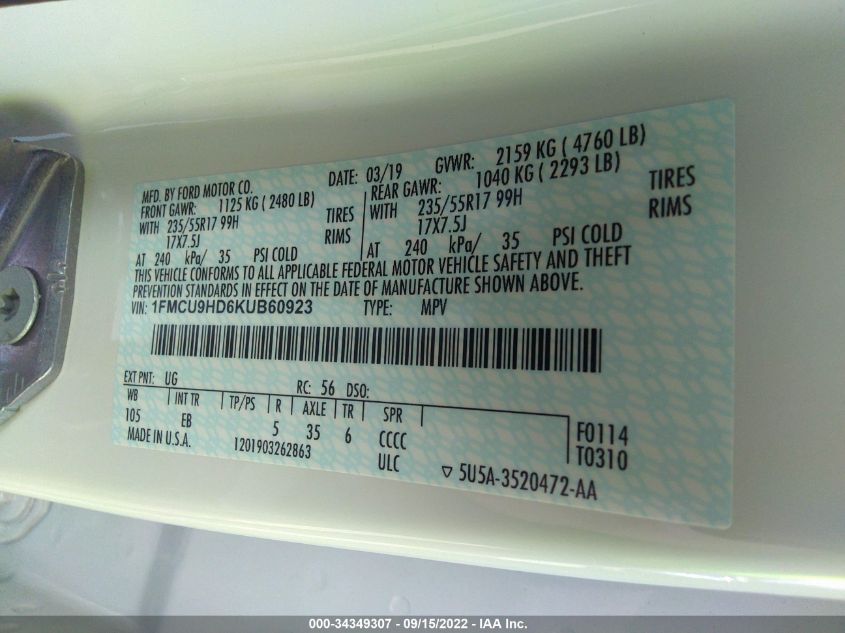 MFD. BY FORD MOTOR CO. DATE: 03/19 GVWR: 2159 KG ( 4760 LB)
FRONT GAWR: 1125 KG ( 2480 LB) REAR GAWR: 1040 KG ( 2293 LB)
WITH 235/55R17 99H TIRES WITH 235/55R17 99H TIRES
17X7.5J RIMS 17X7.5J RIMS
AT 240 kPa/ 35 PSI COLD AT 240 kPa/ 35 PSI COLD
THIS VEHICLE CONFORMS TO ALL APPLICABLE FEDERAL MOTOR VEHICLE SAFETY AND THEFT
PREVENTION STANDARDS IN EFFECT ON THE DATE OF MANUFACTURE SHOWN ABOVE.
VIN: 1FMCU9HD6KUB60923 TYPE: MPV
EXT PNT: UG RC: 56 DSO:
WB INT TR TP/PS R AXLE TR SPR
105 EB 5 35 6 CCCC F0114
MADE IN U.S.A. 1201903262863 ULC T0310
▽ 5U5A-3520472-AA
000-34349307 - 09/15/2022 - IAA Inc.